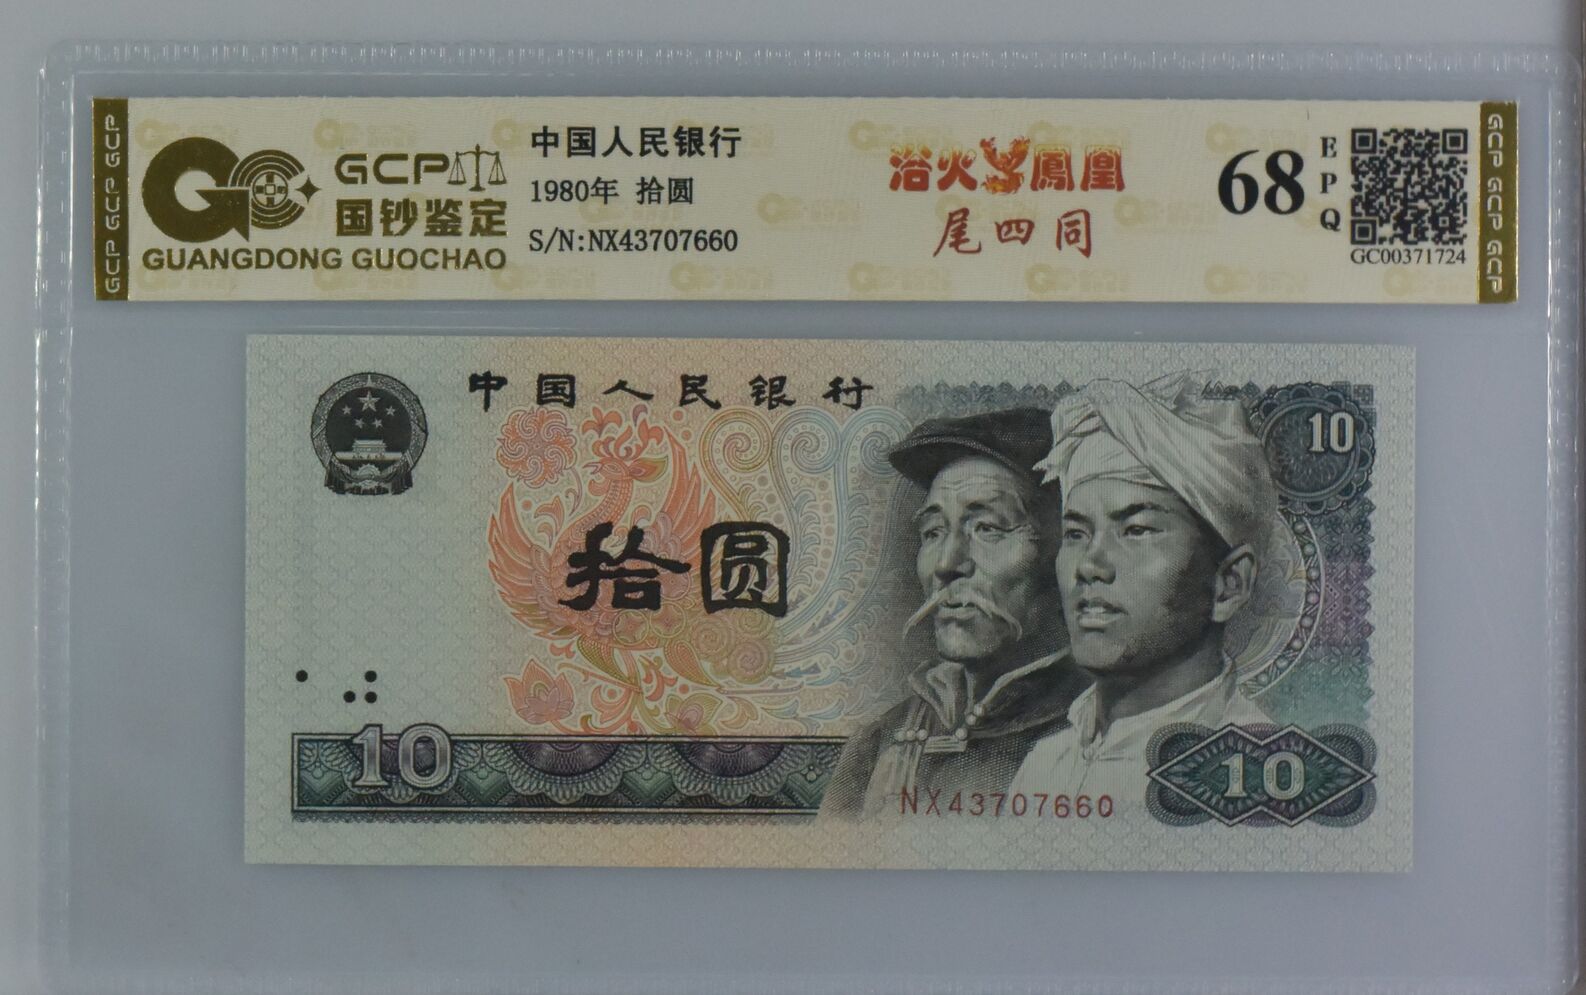 GCP GCP GCP
GCP
国钞鉴定
GUANGDONG GUOCHAO
中国人民银行
1980年 拾圆
S/N:NX43707660
浴火鳳凰
尾四同
68
EPQ
GC00371724
GCP GCP GCP
中国人民银行
10
拾圆
10
NX43707660
10